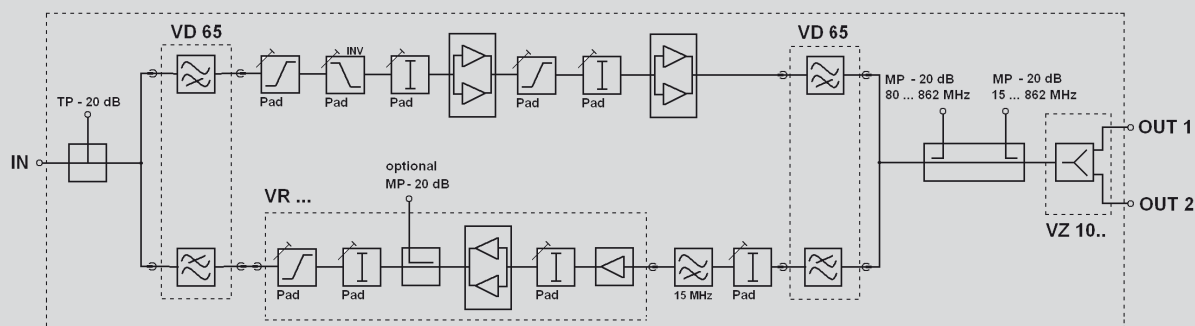 VD 65
VD 65
INV
MP - 20 dB
80 ... 862 MHz
MP - 20 dB
15 ... 862 MHz
TP - 20 dB
Pad
Pad
Pad
Pad
Pad
OUT 1
IN
optional
MP - 20 dB
VR ...
OUT 2
VZ 10..
Pad
Pad
Pad
15 MHz
Pad